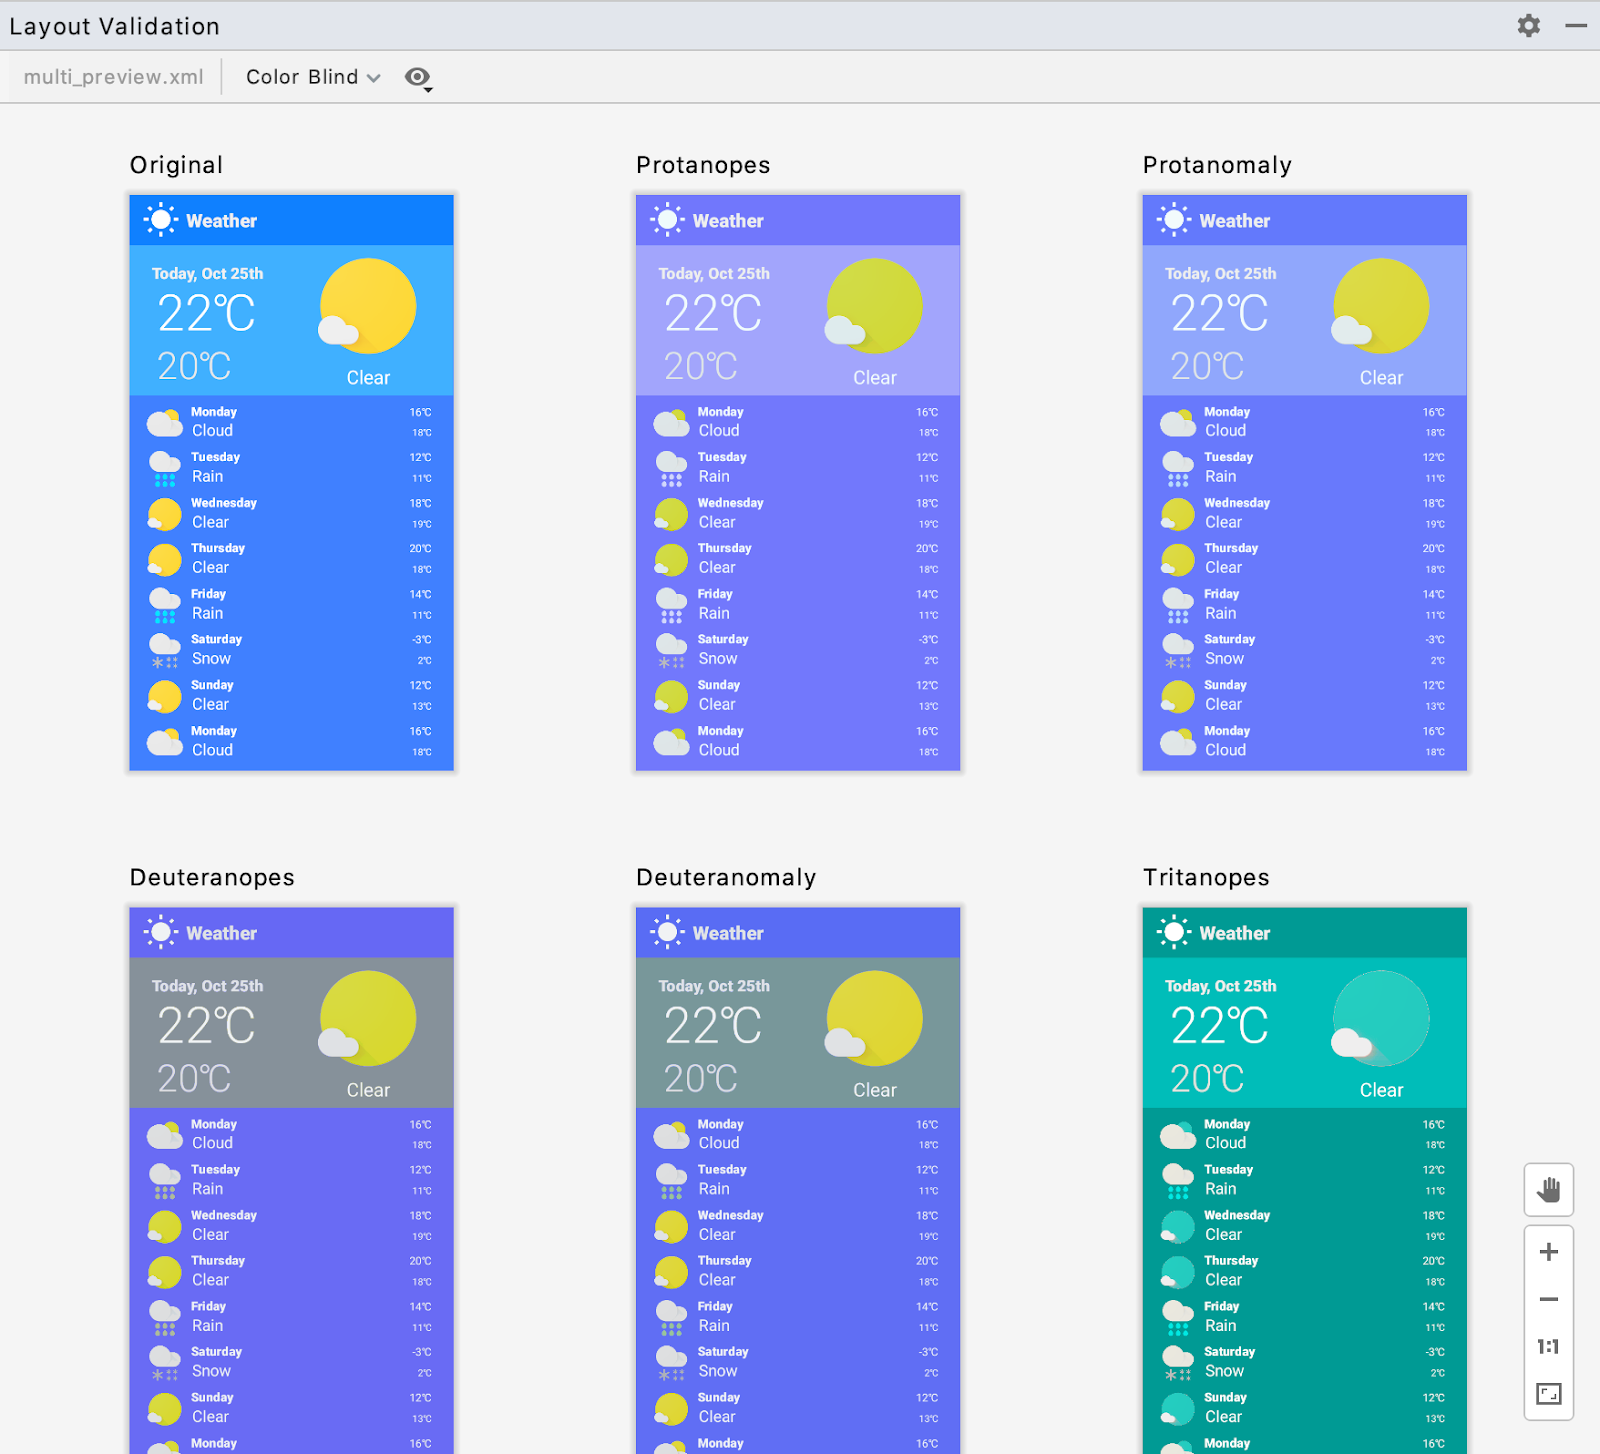 Layout Validation
multi_preview.xml
Color Blind
Original
Weather
Today, Oct 25th
22℃
20℃
Clear
Monday 16℃
Cloud 18℃
Tuesday 12℃
Rain 11℃
Wednesday 18℃
Clear 19℃
Thursday 20℃
Clear 18℃
Friday 14℃
Rain 11℃
Saturday -3℃
Snow 2℃
Sunday 12℃
Clear 13℃
Monday 16℃
Cloud 18℃
Protanopes
Weather
Today, Oct 25th
22℃
20℃
Clear
Monday 16℃
Cloud 18℃
Tuesday 12℃
Rain 11℃
Wednesday 18℃
Clear 19℃
Thursday 20℃
Clear 18℃
Friday 14℃
Rain 11℃
Saturday -3℃
Snow 2℃
Sunday 12℃
Clear 13℃
Monday 16℃
Cloud 18℃
Protanomaly
Weather
Today, Oct 25th
22℃
20℃
Clear
Monday 16℃
Cloud 18℃
Tuesday 12℃
Rain 11℃
Wednesday 18℃
Clear 19℃
Thursday 20℃
Clear 18℃
Friday 14℃
Rain 11℃
Saturday -3℃
Snow 2℃
Sunday 12℃
Clear 13℃
Monday 16℃
Cloud 18℃
Deuteranopes
Weather
Today, Oct 25th
22℃
20℃
Clear
Monday 16℃
Cloud 18℃
Tuesday 12℃
Rain 11℃
Wednesday 18℃
Clear 19℃
Thursday 20℃
Clear 18℃
Friday 14℃
Rain 11℃
Saturday -3℃
Snow 2℃
Sunday 12℃
Clear 13℃
Monday 16℃
Deuteranomaly
Weather
Today, Oct 25th
22℃
20℃
Clear
Monday 16℃
Cloud 18℃
Tuesday 12℃
Rain 11℃
Wednesday 18℃
Clear 19℃
Thursday 20℃
Clear 18℃
Friday 14℃
Rain 11℃
Saturday -3℃
Snow 2℃
Sunday 12℃
Clear 13℃
Monday 16℃
Tritanopes
Weather
Today, Oct 25th
22℃
20℃
Clear
Monday 16℃
Cloud 18℃
Tuesday 12℃
Rain 11℃
Wednesday 18℃
Clear 19℃
Thursday 20℃
Clear 18℃
Friday 14℃
Rain 11℃
Saturday -3℃
Snow 2℃
Sunday 12℃
Clear 13℃
Monday 16℃
1:1